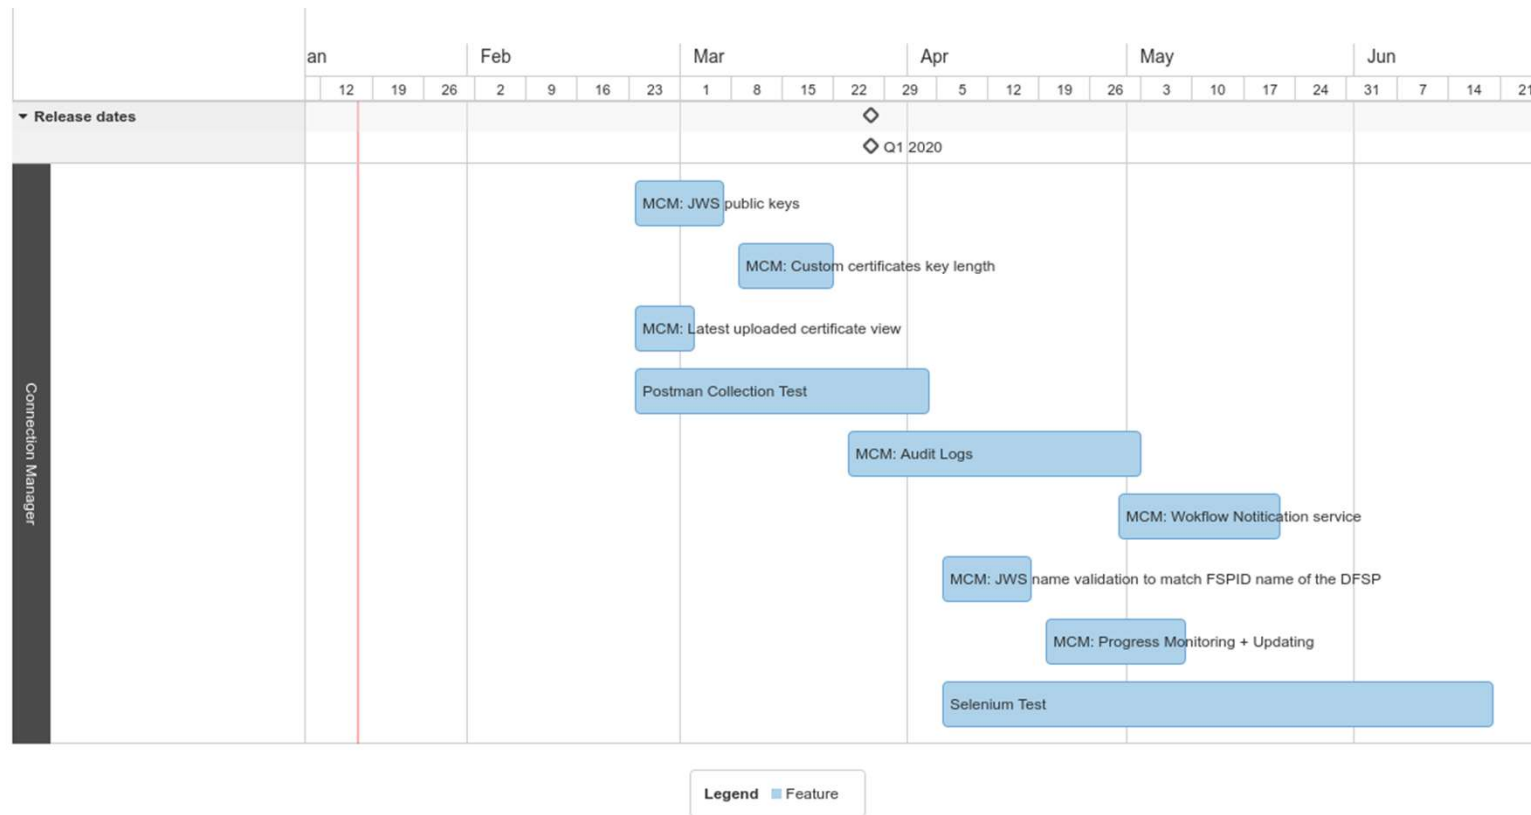 an Feb Mar Apr May Jun
12 19 26 2 9 16 23 1 8 15 22 29 5 12 19 26 3 10 17 24 31 7 14 21
Release dates
Q1 2020
Connection Manager
MCM: JWS public keys
MCM: Custom certificates key length
MCM: Latest uploaded certificate view
Postman Collection Test
MCM: Audit Logs
MCM: Wokflow Notitication service
MCM: JWS name validation to match FSPID name of the DFSP
MCM: Progress Monitoring + Updating
Selenium Test
Legend Feature